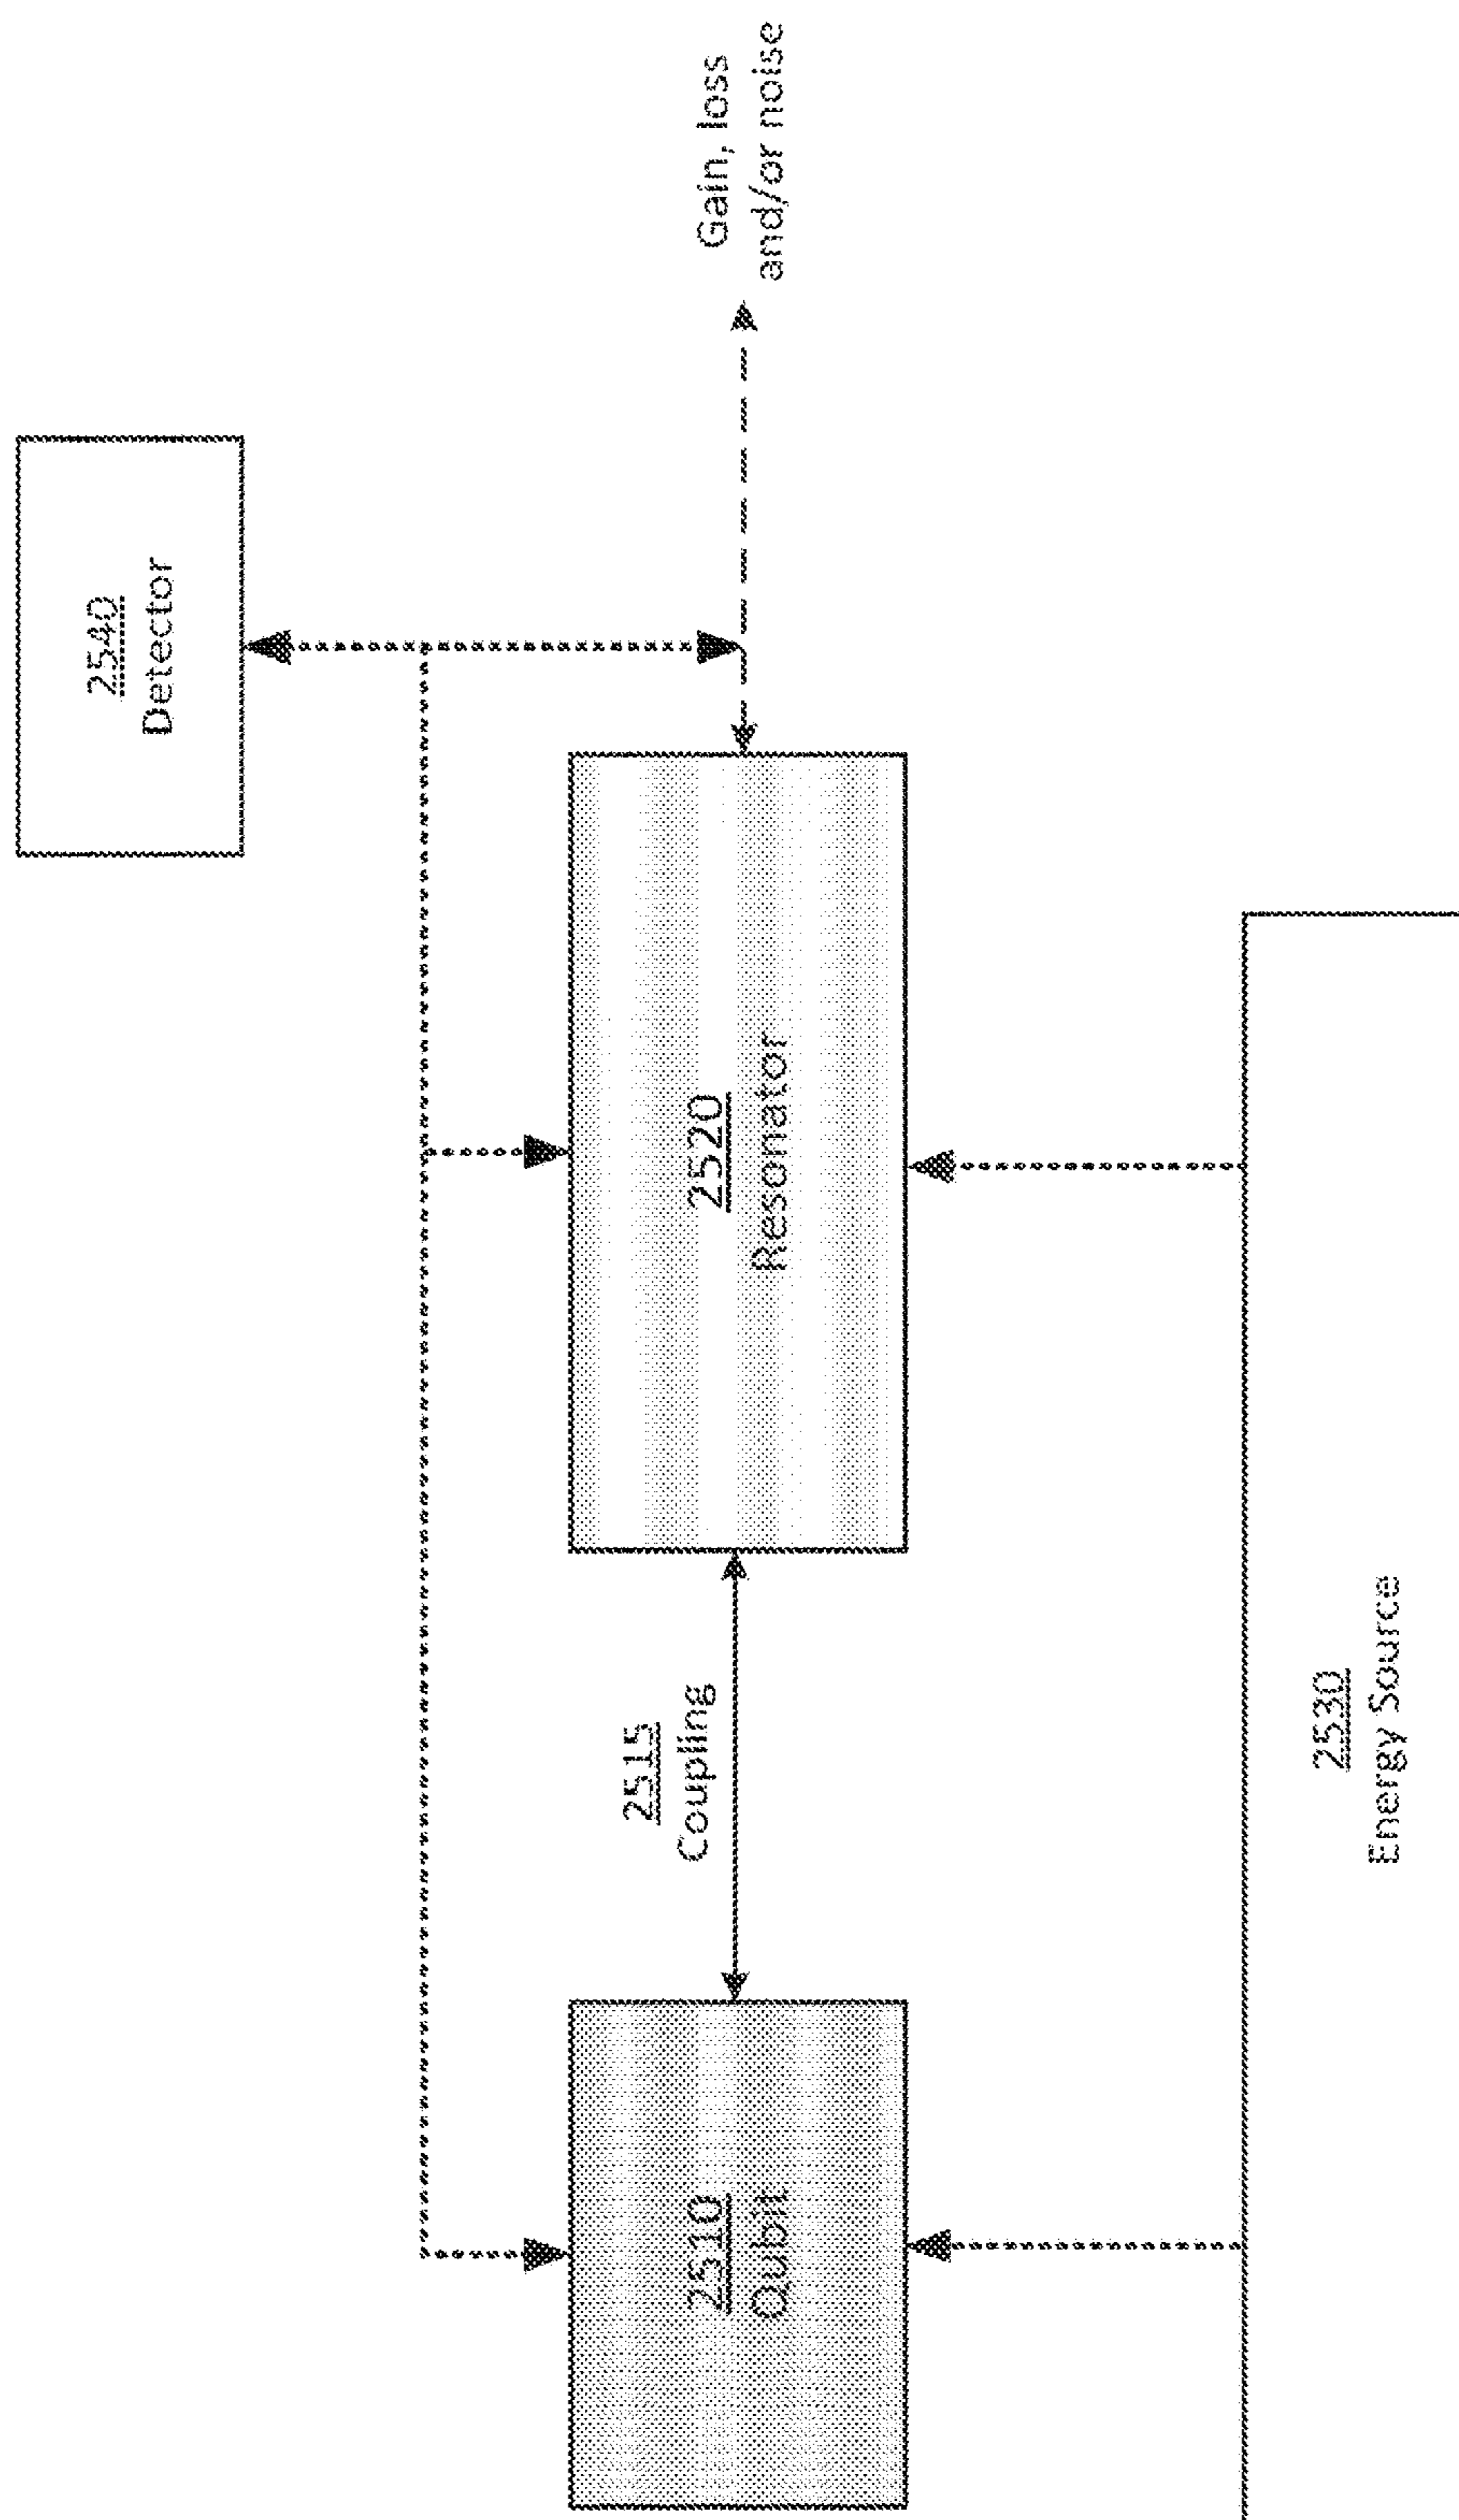 2540
Detector
Gain, loss
and/or noise
2510
Qubit
2515
Coupling
2520
Resonator
2530
Energy Source